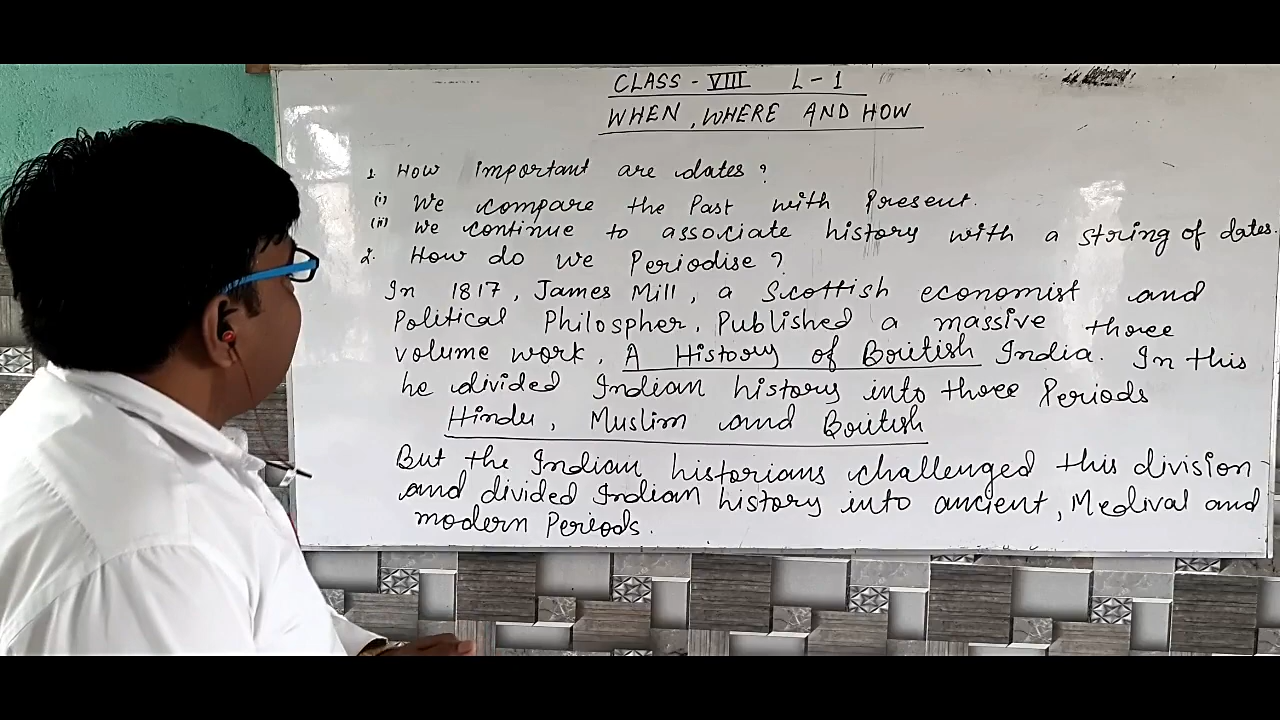 CLASS - VIII L - 1
WHEN, WHERE AND HOW
1. How important are dates?
(i) We compare the Past with Present.
(ii) We continue to associate history with a string of dates.
2. How do we Periodise?
In 1817, James Mill, a Scottish economist and
Political Philospher, Published a massive three
volume work, A History of British India. In this
he divided Indian history into three Periods
Hindu, Muslim and British
But the Indian historians challenged this division
and divided Indian history into ancient, Medival and
modern Periods.